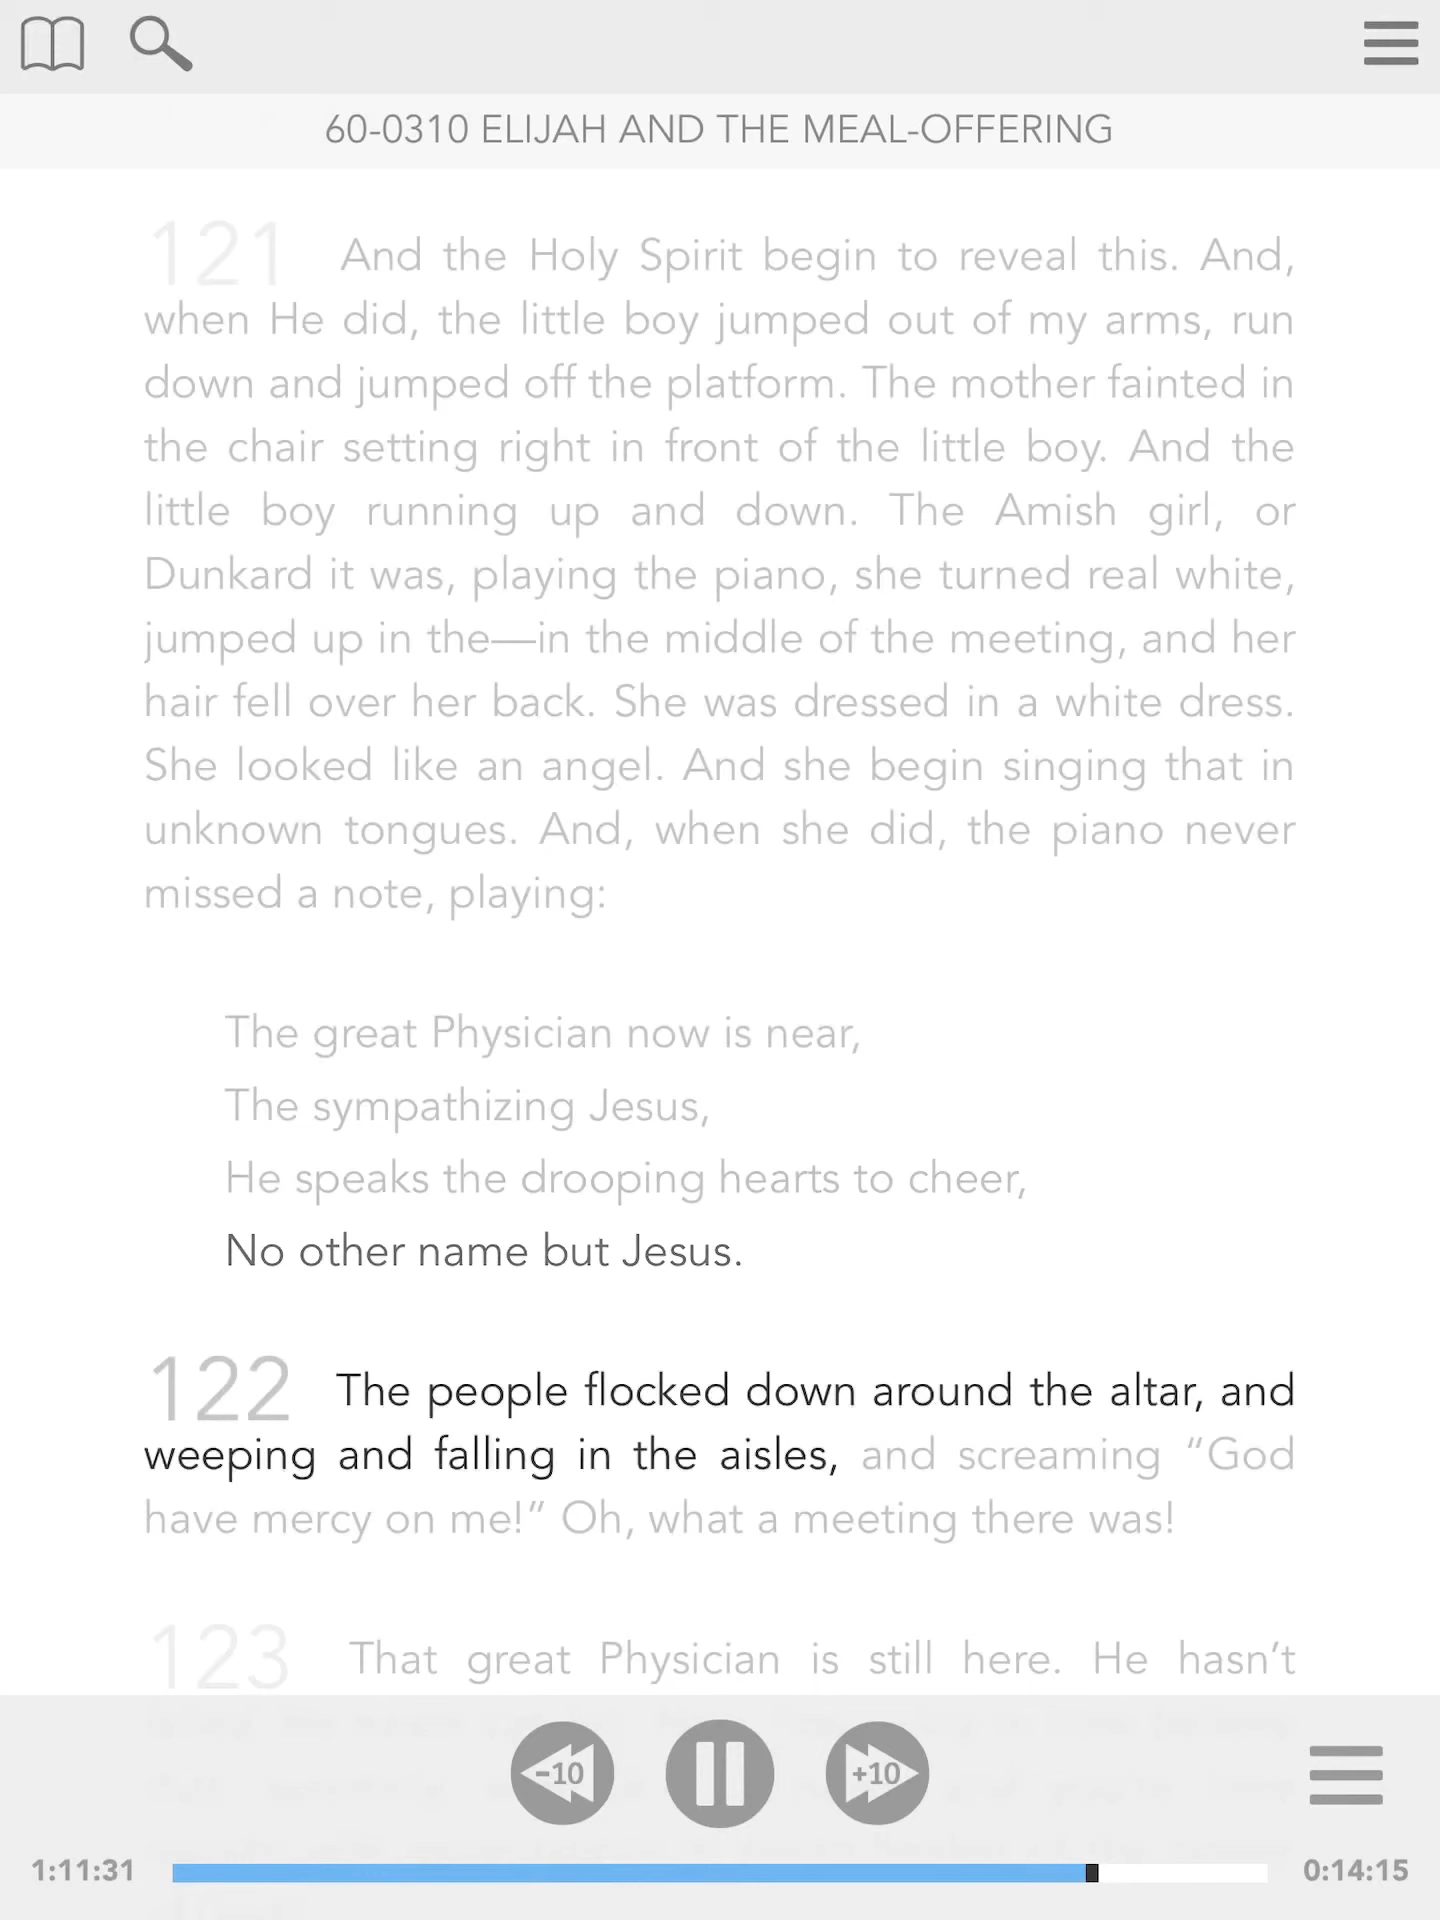 60-0310 ELIJAH AND THE MEAL-OFFERING
121 And the Holy Spirit begin to reveal this. And,
when He did, the little boy jumped out of my arms, run
down and jumped off the platform. The mother fainted in
the chair setting right in front of the little boy. And the
little boy running up and down. The Amish girl, or
Dunkard it was, playing the piano, she turned real white,
jumped up in the—in the middle of the meeting, and her
hair fell over her back. She was dressed in a white dress.
She looked like an angel. And she begin singing that in
unknown tongues. And, when she did, the piano never
missed a note, playing:
The great Physician now is near,
The sympathizing Jesus,
He speaks the drooping hearts to cheer,
No other name but Jesus.
122 The people flocked down around the altar, and
weeping and falling in the aisles, and screaming “God
have mercy on me!” Oh, what a meeting there was!
123 That great Physician is still here. He hasn’t
-10 +10
1:11:31 0:14:15